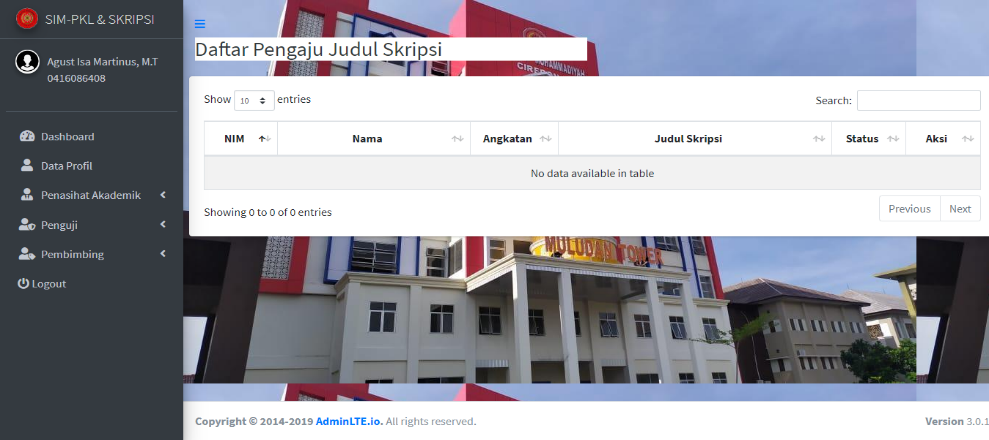 SIM-PKL & SKRIPSI
Agust Isa Martinus, M.T
0416086408
Dashboard
Data Profil
Penasihat Akademik
Penguji
Pembimbing
Logout
Daftar Pengaju Judul Skripsi
Show 10 entries
Search:
NIM Nama Angkatan Judul Skripsi Status Aksi
No data available in table
Showing 0 to 0 of 0 entries
Previous Next
TOWER
Copyright © 2014-2019 AdminLTE.io. All rights reserved.
Version 3.0.1